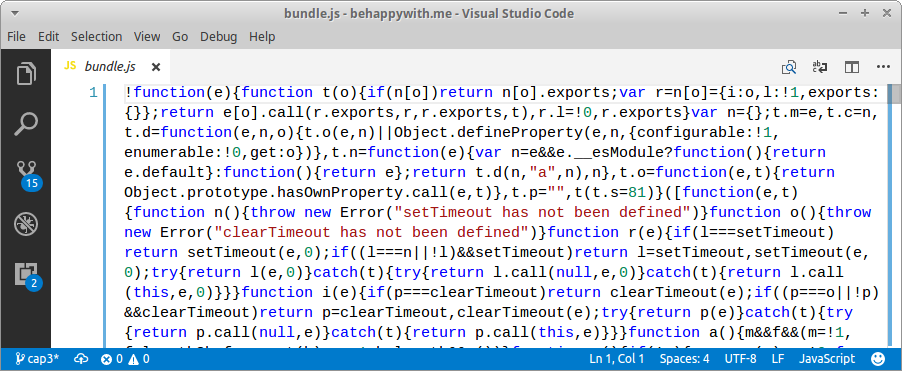 bundle.js - behappywith.me - Visual Studio Code
File Edit Selection View Go Debug Help
JS bundle.js
1 !function(e){function t(o){if(n[o])return n[o].exports;var r=n[o]={i:o,l:!1,exports:
{}};return e[o].call(r.exports,r,r.exports,t),r.l=!0,r.exports}var n={};t.m=e,t.c=n,
t.d=function(e,n,o){t.o(e,n)||Object.defineProperty(e,n,{configurable:!1,
enumerable:!0,get:o})},t.n=function(e){var n=e&&e.__esModule?function(){return
e.default}:function(){return e};return t.d(n,"a",n),n},t.o=function(e,t){return
Object.prototype.hasOwnProperty.call(e,t)},t.p="",t(t.s=81)}([function(e,t)
{function n(){throw new Error("setTimeout has not been defined")}function o(){throw
new Error("clearTimeout has not been defined")}function r(e){if(l===setTimeout)
return setTimeout(e,0);if((l===n||!l)&&setTimeout)return l=setTimeout,setTimeout(e,
0);try{return l(e,0)}catch(t){try{return l.call(null,e,0)}catch(t){return l.call
(this,e,0)}}}function i(e){if(p===clearTimeout)return clearTimeout(e);if((p===o||!p)
&&clearTimeout)return p=clearTimeout,clearTimeout(e);try{return p(e)}catch(t){try
{return p.call(null,e)}catch(t){return p.call(this,e)}}}function a(){m&&f&&(m=!1,
15
2
cap3* 0 0 Ln 1, Col 1 Spaces: 4 UTF-8 LF JavaScript